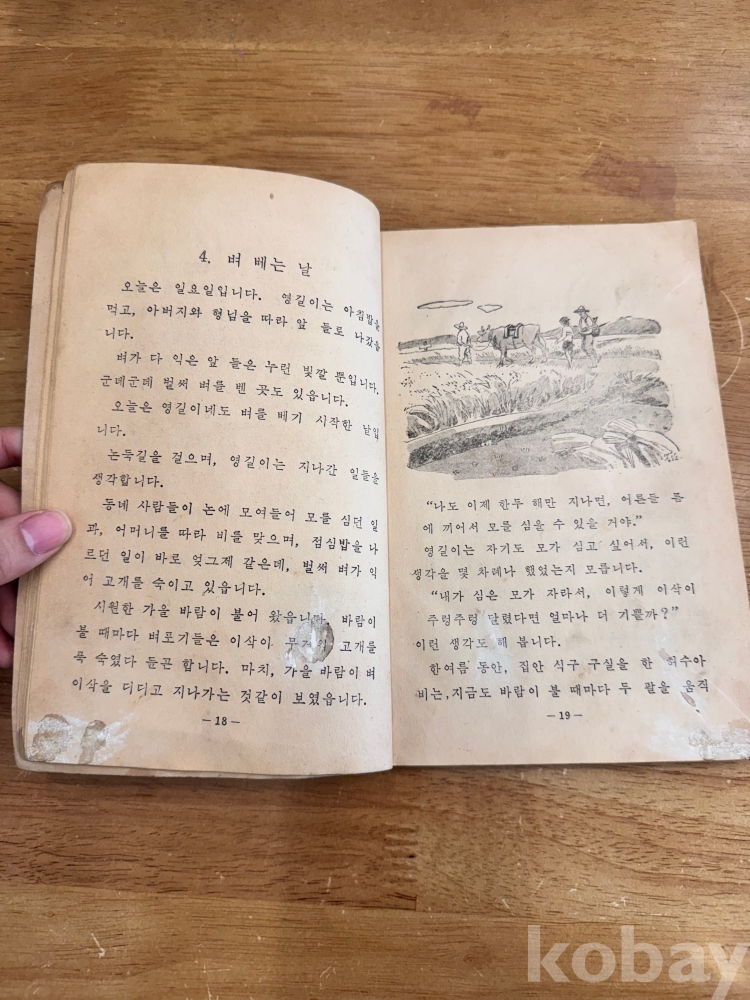 4. 벼 베는 날
오늘은 일요일입니다. 영길이는 아침밥을
먹고, 아버지와 형님을 따라 앞 들로 나갔읍
니다.
벼가 다 익은 앞 들은 누런 빛깔 뿐입니다.
군데군데 벌써 벼를 벤 곳도 있읍니다.
오늘은 영길이네도 벼를 베기 시작한 날입
니다.
논둑길을 걸으며, 영길이는 지나간 일들을
생각합니다.
동네 사람들이 논에 모여들어 모를 심던 일
과, 어머니를 따라 비를 맞으며, 점심밥을 나
르던 일이 바로 엊그제 같은데, 벌써 벼가 익
어 고개를 숙이고 있읍니다.
시원한 가을 바람이 불어 왔읍니다. 바람이
불 때마다 벼포기들은 이삭이 고개를
푹 숙였다 들곤 합니다. 마치, 가을 바람이 벼
이삭을 디디고 지나가는 것같이 보였읍니다.
— 18 —
“나도 이제 한두 해만 지나면, 어른들 틈
에 끼어서 모를 심을 수 있을 거야.”
영길이는 자기도 모가 심고 싶어서, 이런
생각을 몇 차례나 했었는지 모릅니다.
“내가 심은 모가 자라서, 이렇게 이삭이
주렁주렁 달렸다면 얼마나 더 기쁠까?”
이런 생각도 해 봅니다.
한여름 동안, 집안 식구 구실을 한 허수아
비는, 지금도 바람이 불 때마다 두 팔을 움직
— 19 —
kobay